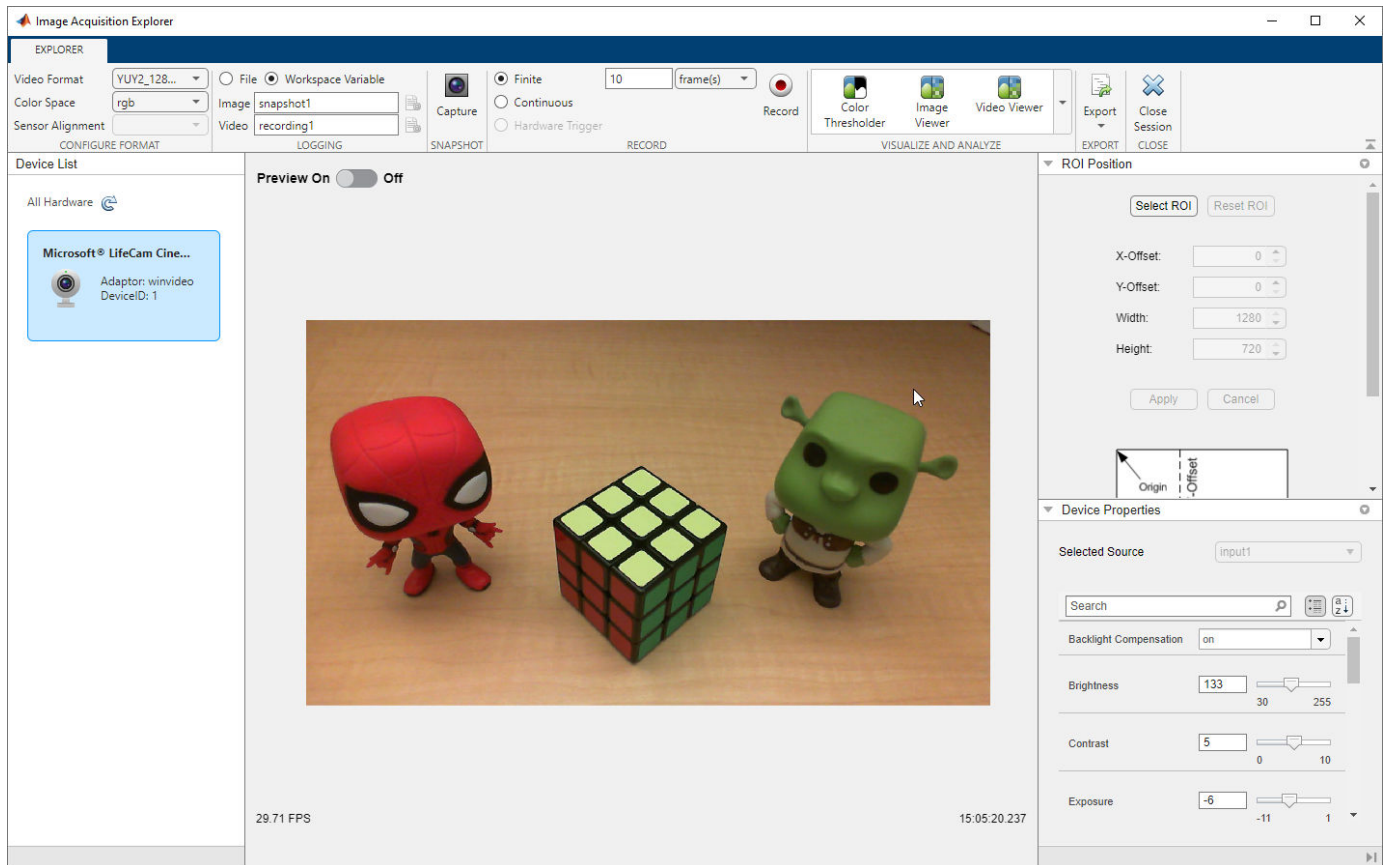 Image Acquisition Explorer
EXPLORER
Video Format YUY2_128...
Color Space rgb
Sensor Alignment
CONFIGURE FORMAT
File Workspace Variable
Image snapshot1
Video recording1
LOGGING
Capture
SNAPSHOT
Finite 10 frame(s)
Continuous
Hardware Trigger
Record
RECORD
Color Thresholder
Image Viewer
Video Viewer
VISUALIZE AND ANALYZE
Export
EXPORT
Close Session
CLOSE
Device List
All Hardware
Microsoft® LifeCam Cine...
Adaptor: winvideo
DeviceID: 1
Preview On Off
29.71 FPS 15:05:20.237
ROI Position
Select ROI Reset ROI
X-Offset: 0
Y-Offset: 0
Width: 1280
Height: 720
Apply Cancel
Origin
-Offset
Device Properties
Selected Source input1
Search
a z
Backlight Compensation on
Brightness 133
30 255
Contrast 5
0 10
Exposure -6
-11 1